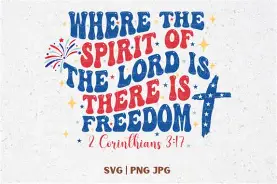 WHERE THE
SPIRIT OF
THE LORD IS
THERE IS
FREEDOM
2 Corinthians 3:17
SVG | PNG JPG